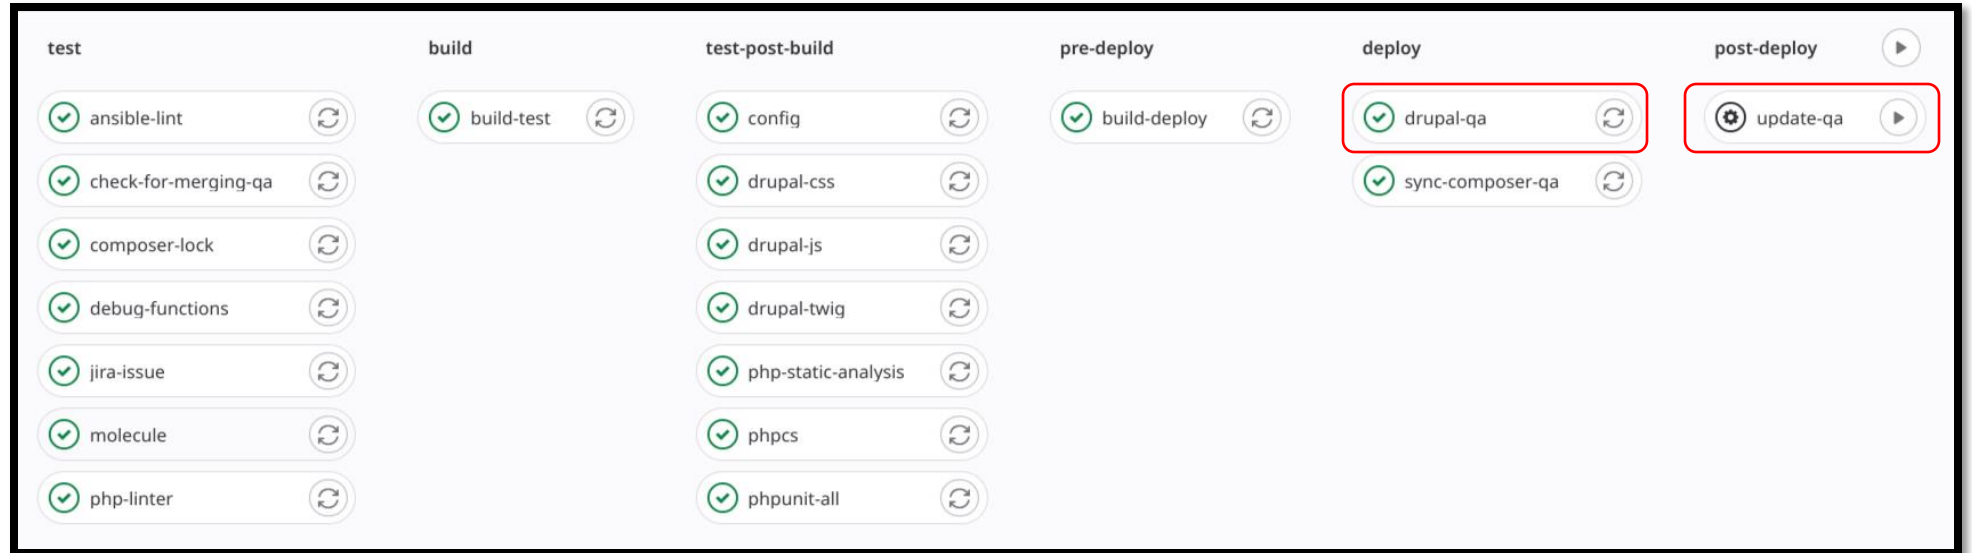 test
ansible-lint
check-for-merging-qa
composer-lock
debug-functions
jira-issue
molecule
php-linter
build
build-test
test-post-build
config
drupal-css
drupal-js
drupal-twig
php-static-analysis
phpcs
phpunit-all
pre-deploy
build-deploy
deploy
drupal-qa
sync-composer-qa
post-deploy
update-qa